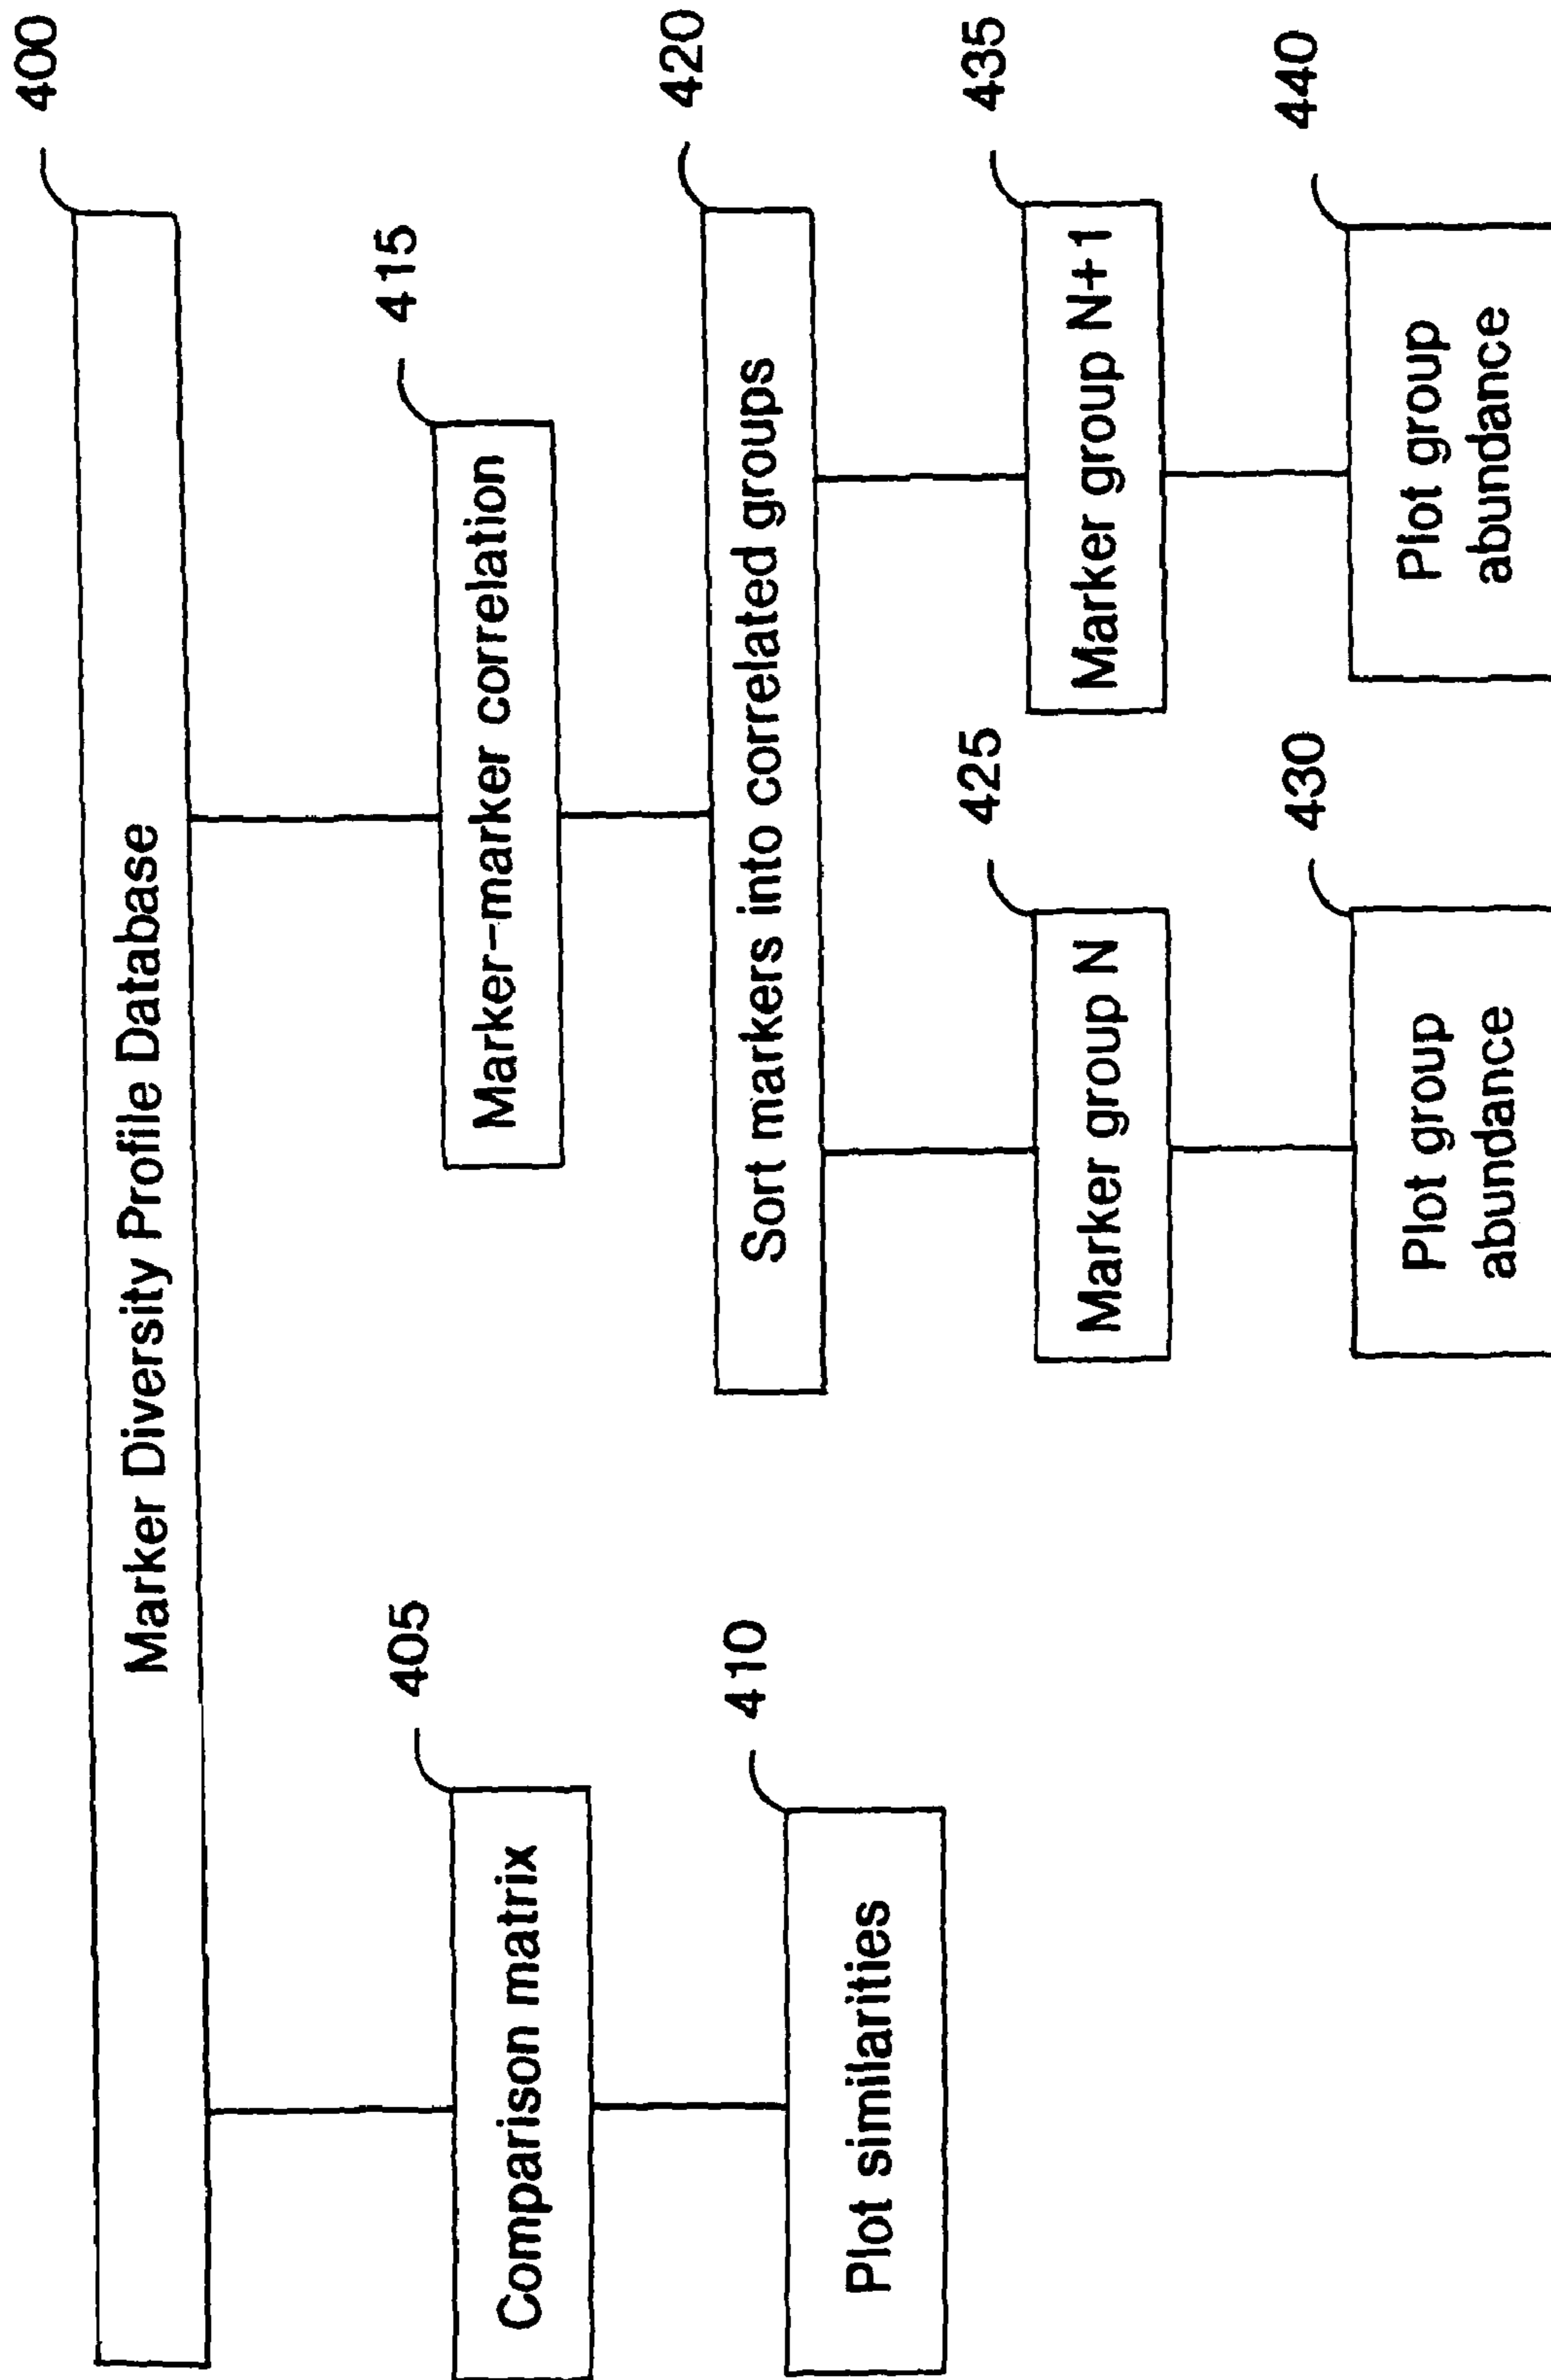 400
Marker Diversity Profile Database
405
Comparison matrix
410
Plot similarities
415
Marker-marker correlation
420
Sort markers into correlated groups
425
Marker group N
430
Plot group
abundance
435
Marker group N+1
440
Plot group
abundance